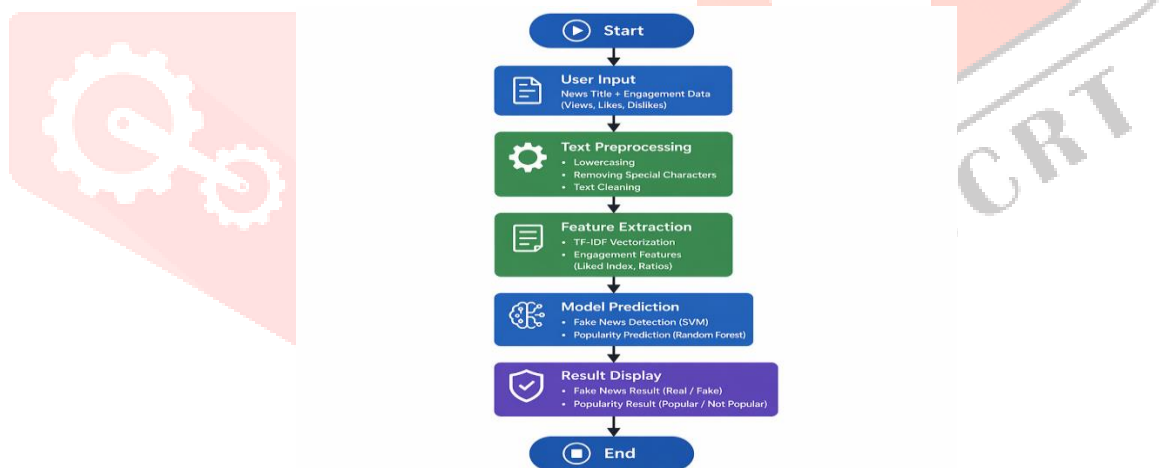 Start
User Input
News Title + Engagement Data
(Views, Likes, Dislikes)
Text Preprocessing
• Lowercasing
• Removing Special Characters
• Text Cleaning
Feature Extraction
• TF-IDF Vectorization
• Engagement Features
(Liked Index, Ratios)
Model Prediction
• Fake News Detection (SVM)
• Popularity Prediction (Random Forest)
Result Display
• Fake News Result (Real / Fake)
• Popularity Result (Popular / Not Popular)
End
CRT